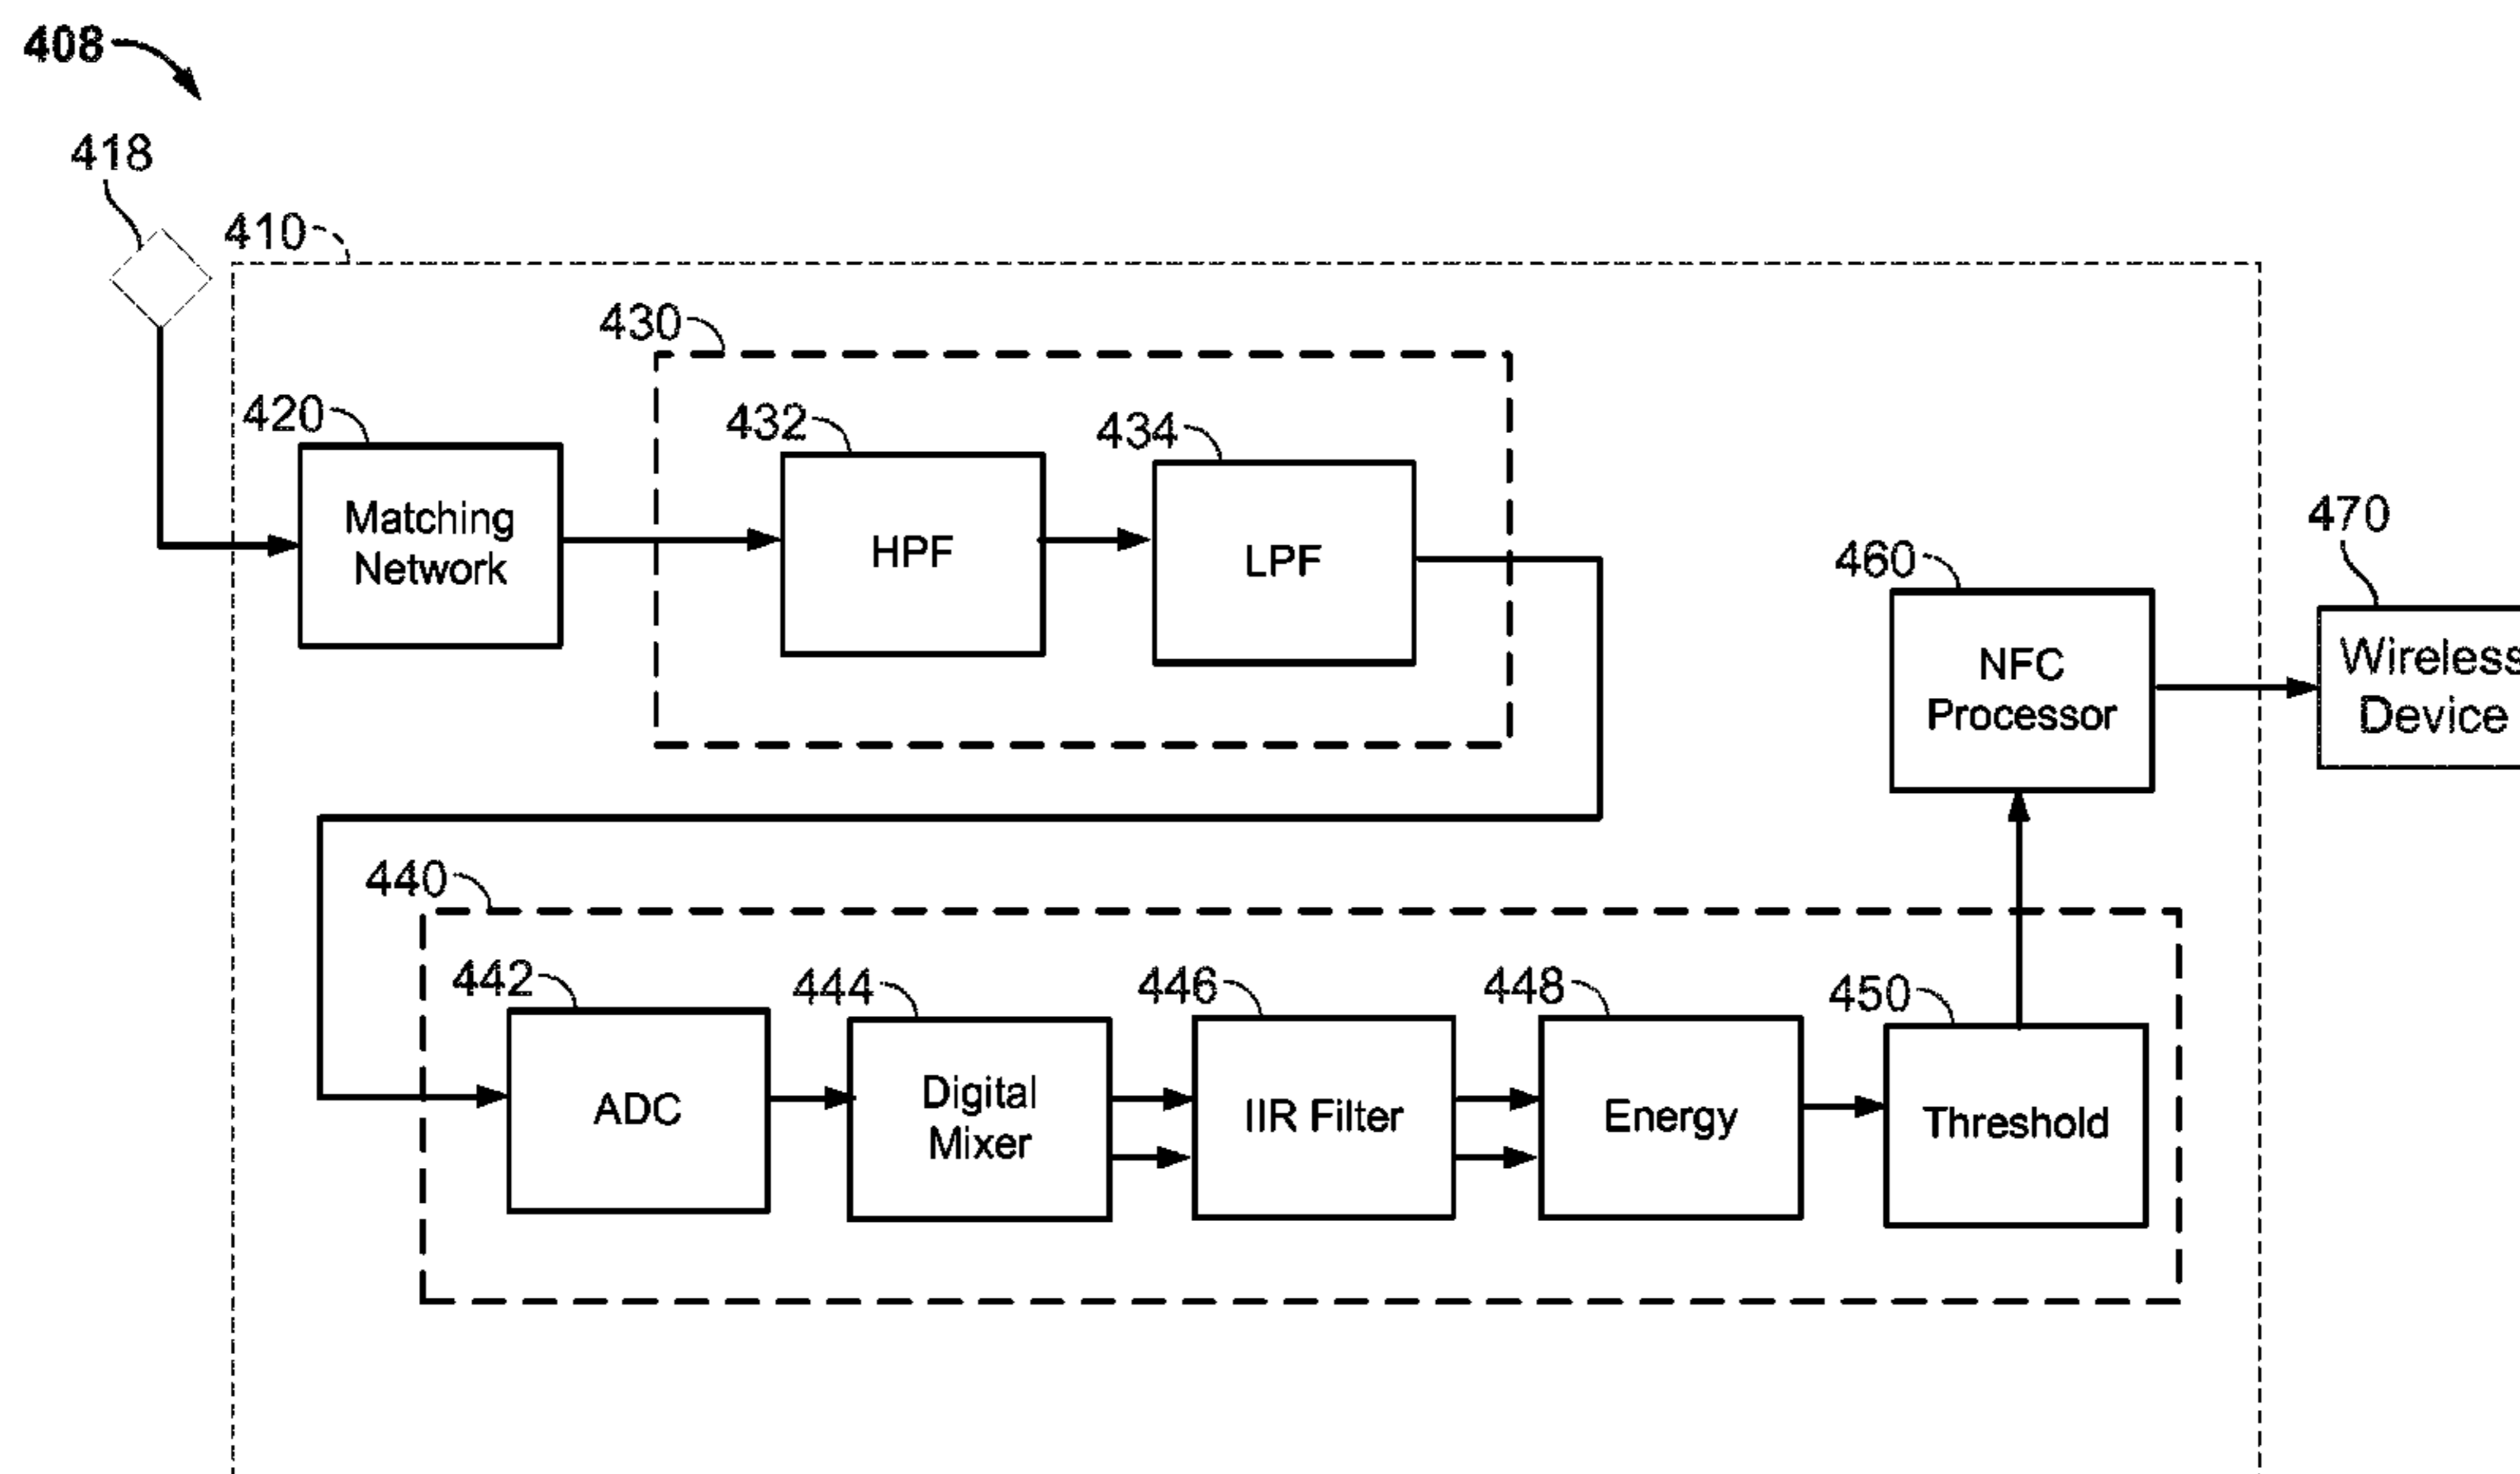 408
418
410
430
420
432
434
Matching
Network
HPF
LPF
470
460
Wireless
Device
NFC
Processor
440
442
444
446
448
450
ADC
Digital
Mixer
IIR Filter
Energy
Threshold